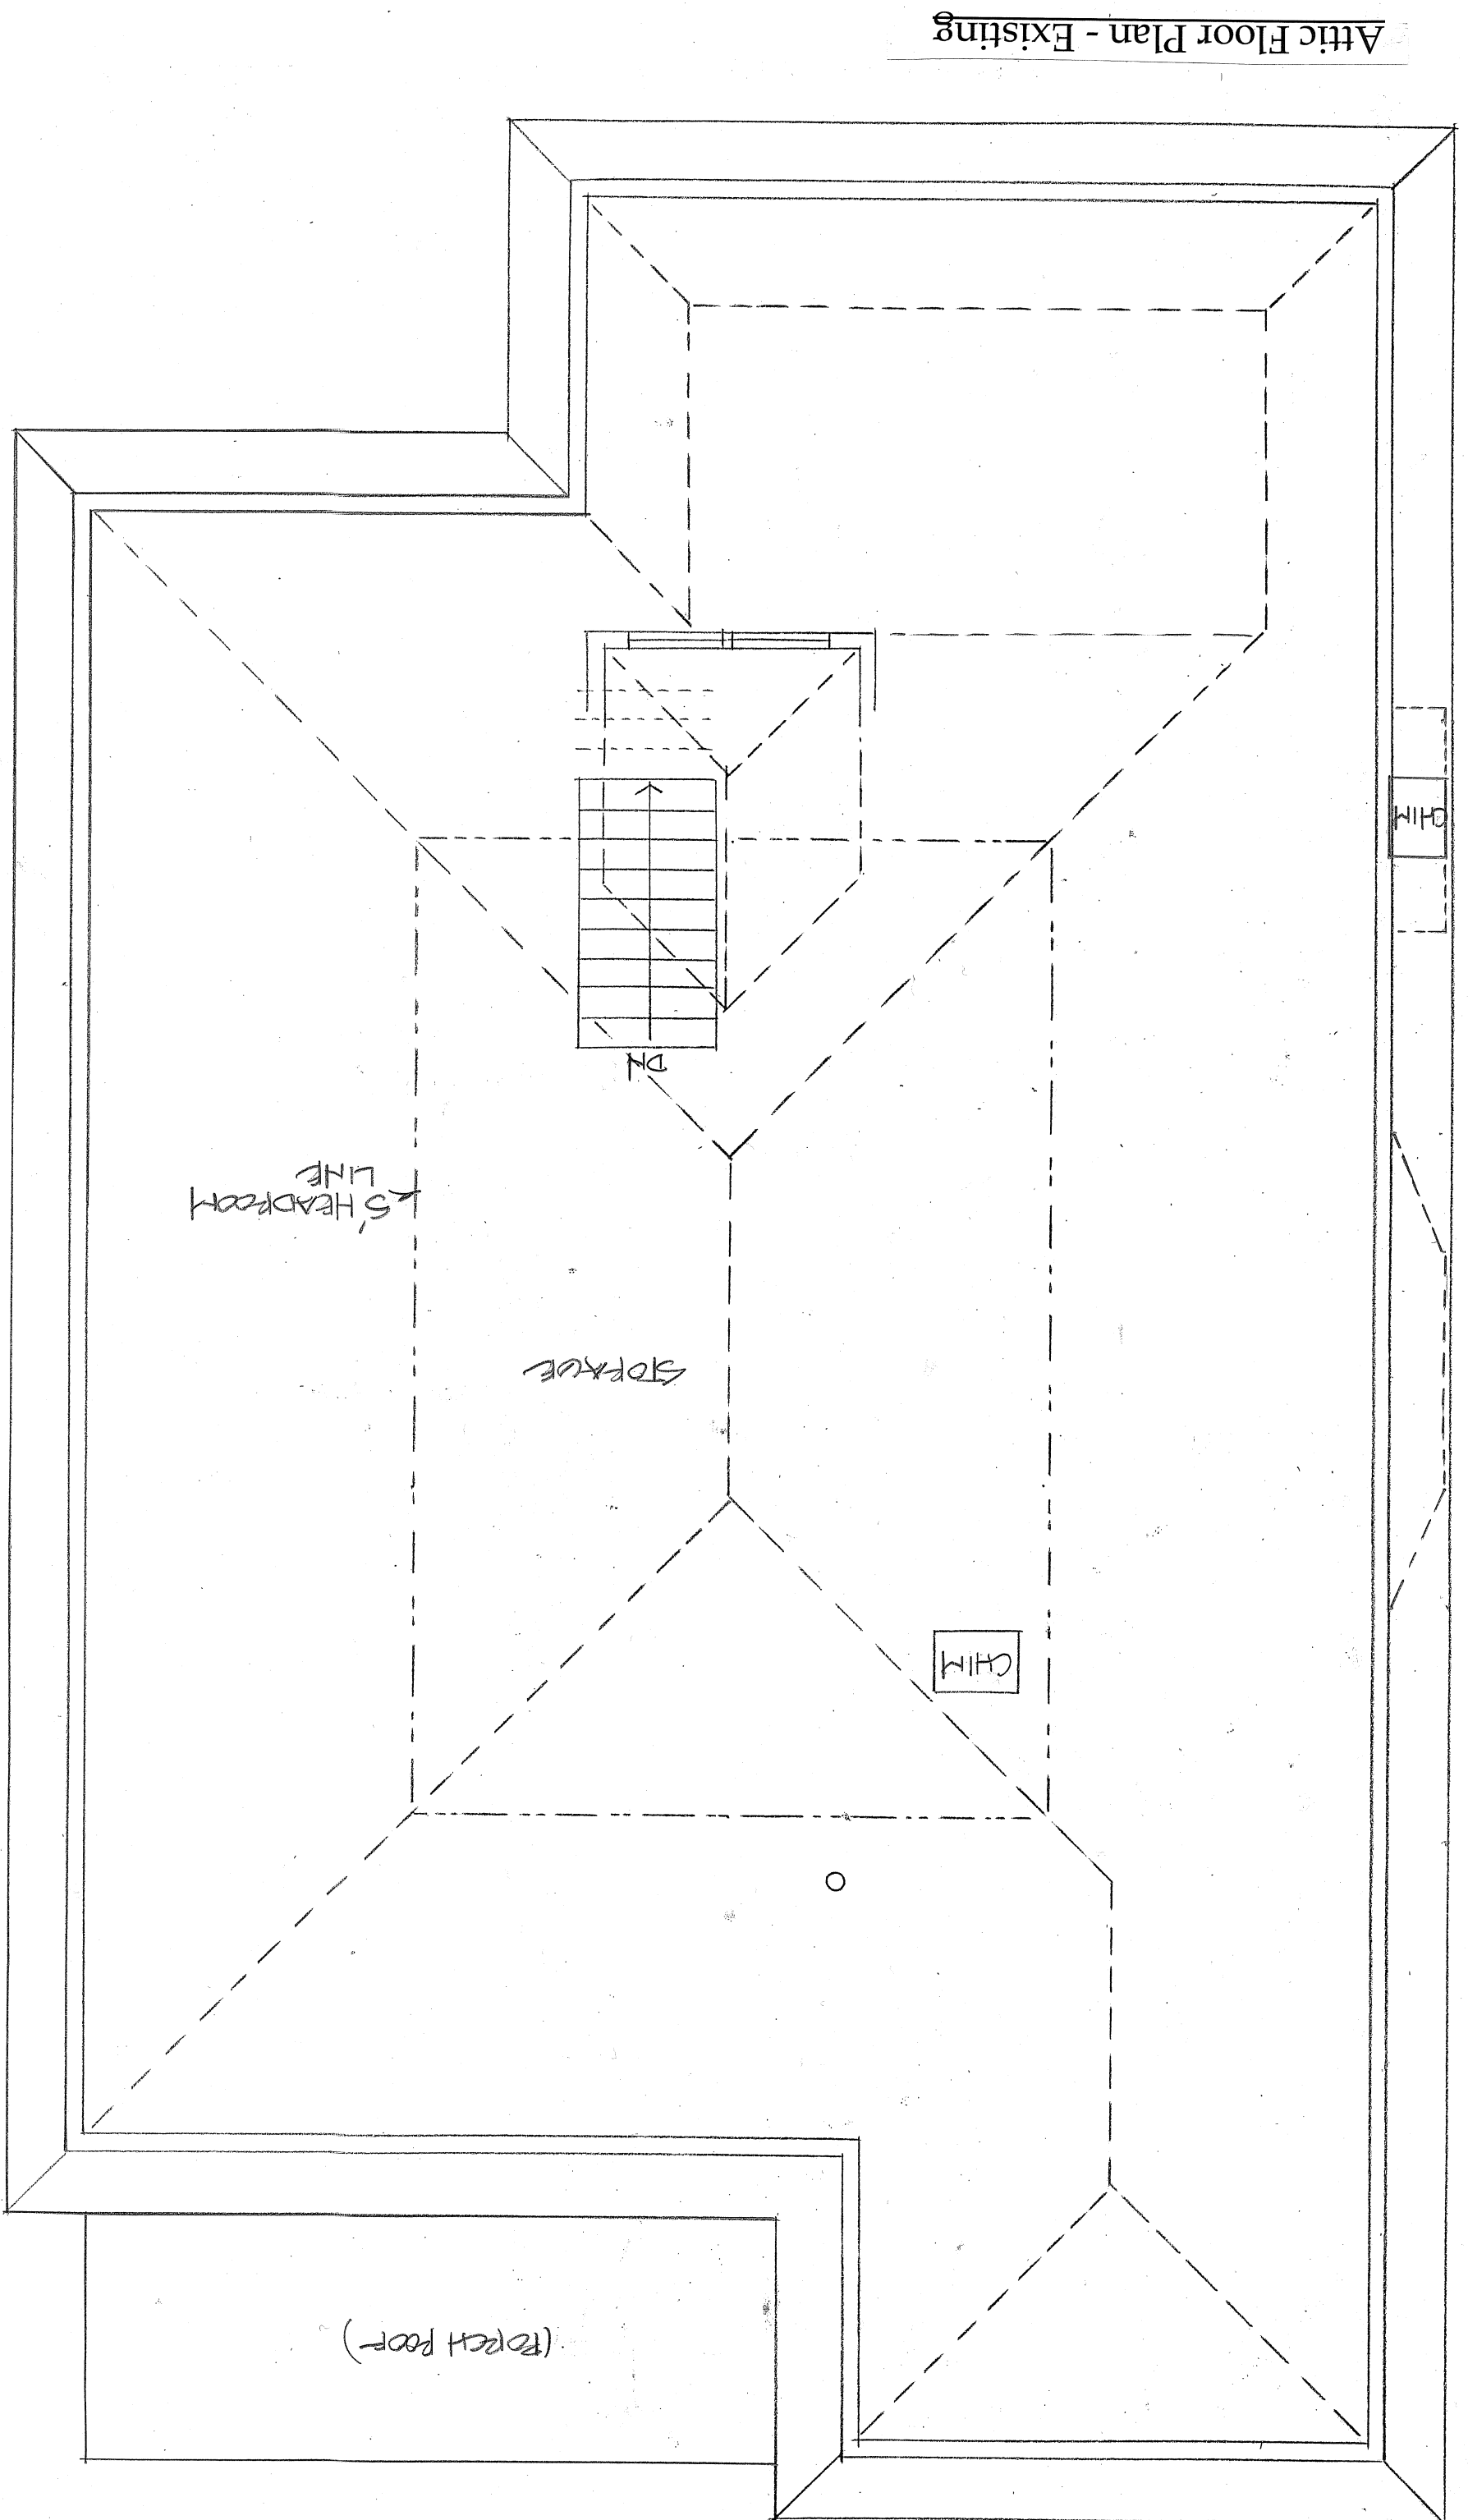 Attic Floor Plan - Existing
(PORCH ROOF)
CHIM
STORAGE
5' HEADROOM
LINE
DN
CHIM